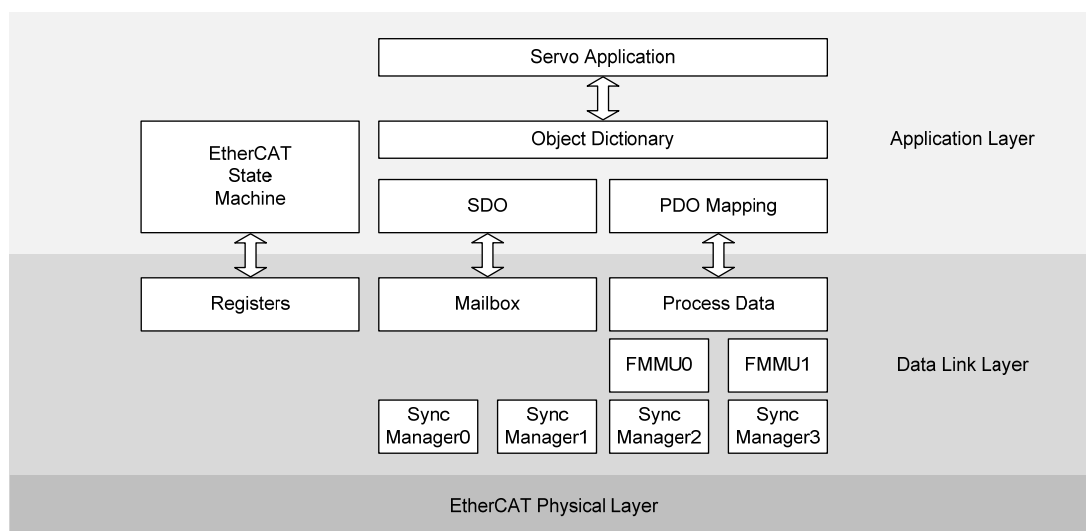 Servo Application
Object Dictionary
Application Layer
EtherCAT
State
Machine
SDO
PDO Mapping
Registers
Mailbox
Process Data
FMMU0
FMMU1
Data Link Layer
Sync
Manager0
Sync
Manager1
Sync
Manager2
Sync
Manager3
EtherCAT Physical Layer